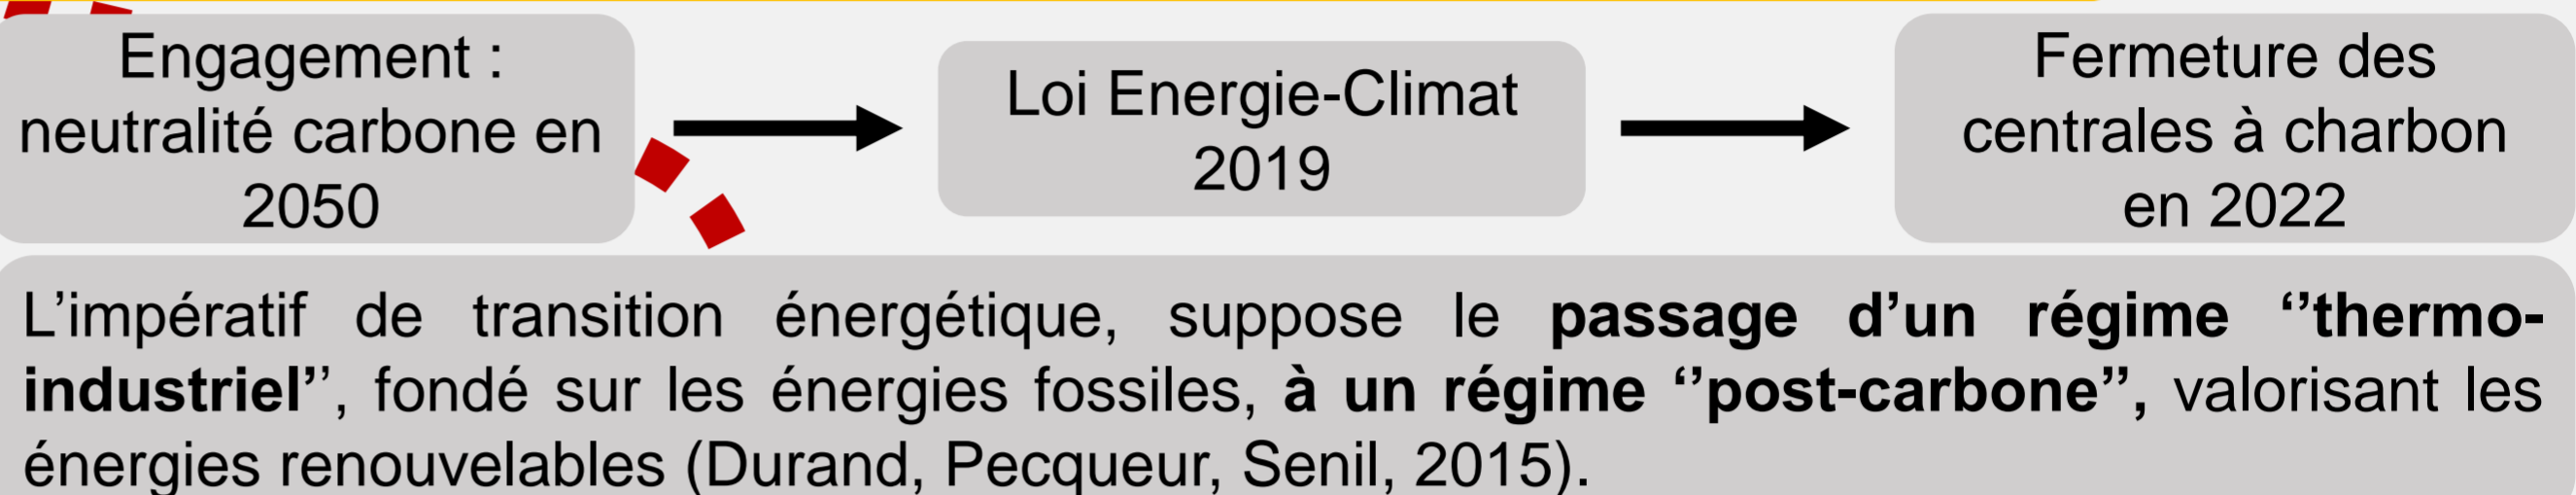 Engagement :
neutralité carbone en
2050
Loi Energie-Climat
2019
Fermeture des
centrales à charbon
en 2022
L’impératif de transition énergétique, suppose le passage d’un régime ‘’thermo-
industriel’’, fondé sur les énergies fossiles, à un régime ‘’post-carbone’’, valorisant les
énergies renouvelables (Durand, Pecqueur, Senil, 2015).